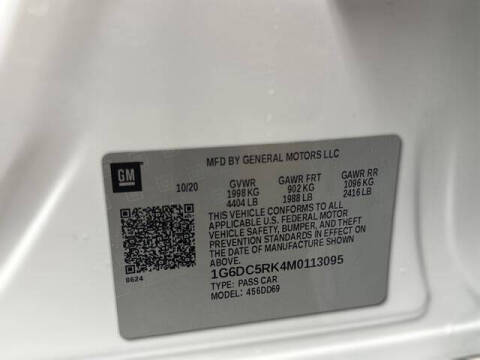 MFD BY GENERAL MOTORS LLC
GM
10/20 GVWR GAWR FRT GAWR RR
1998 KG 902 KG 1096 KG
4404 LB 1988 LB 2416 LB
THIS VEHICLE CONFORMS TO ALL
APPLICABLE U.S. FEDERAL MOTOR
VEHICLE SAFETY, BUMPER, AND THEFT
PREVENTION STANDARDS IN EFFECT ON
THE DATE OF MANUFACTURE SHOWN ABOVE.
1G6DC5RK4M0113095
8624
TYPE: PASS CAR
MODEL: 456DD69